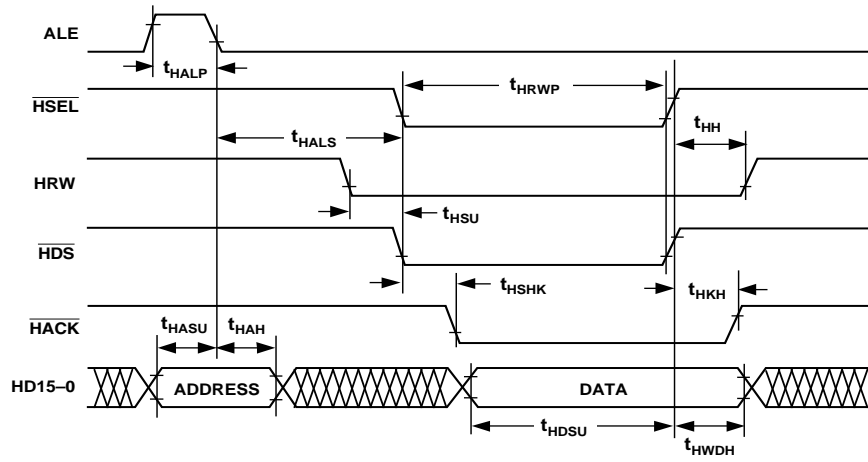 ALE
tHALP
HSEL
tHRWP
tHALS
tHH
HRW
tHSU
HDS
tHSHK
tHKH
HACK
tHASU
tHAH
HD15–0
ADDRESS
DATA
tHDSU
tHWDH